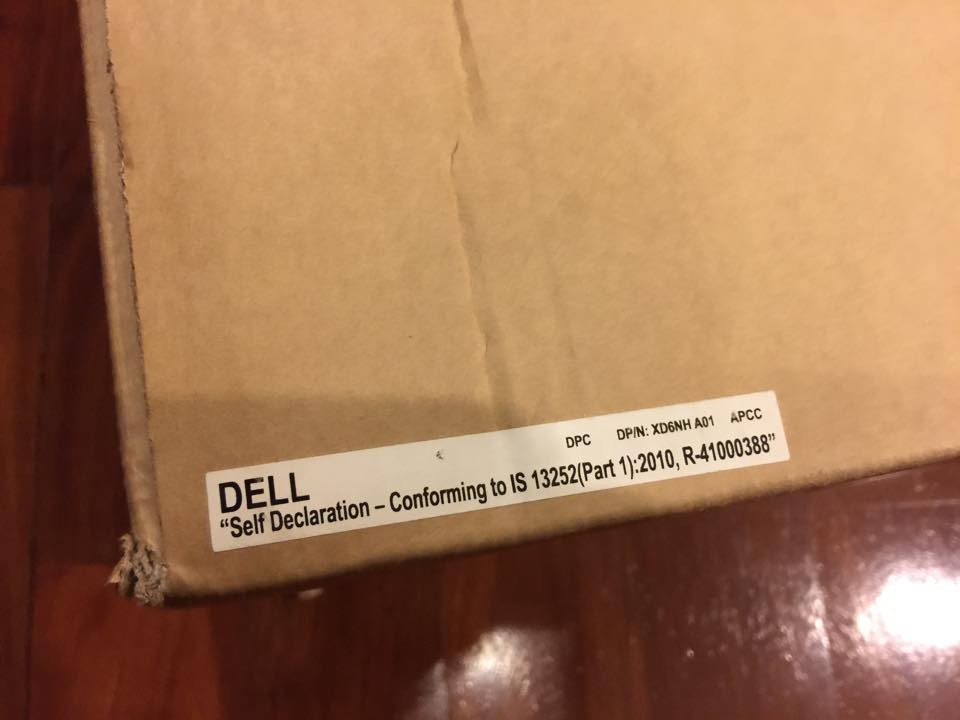 DPC DP/N: XD6NH A01 APCC
DELL
“Self Declaration – Conforming to IS 13252(Part 1):2010, R-41000388”